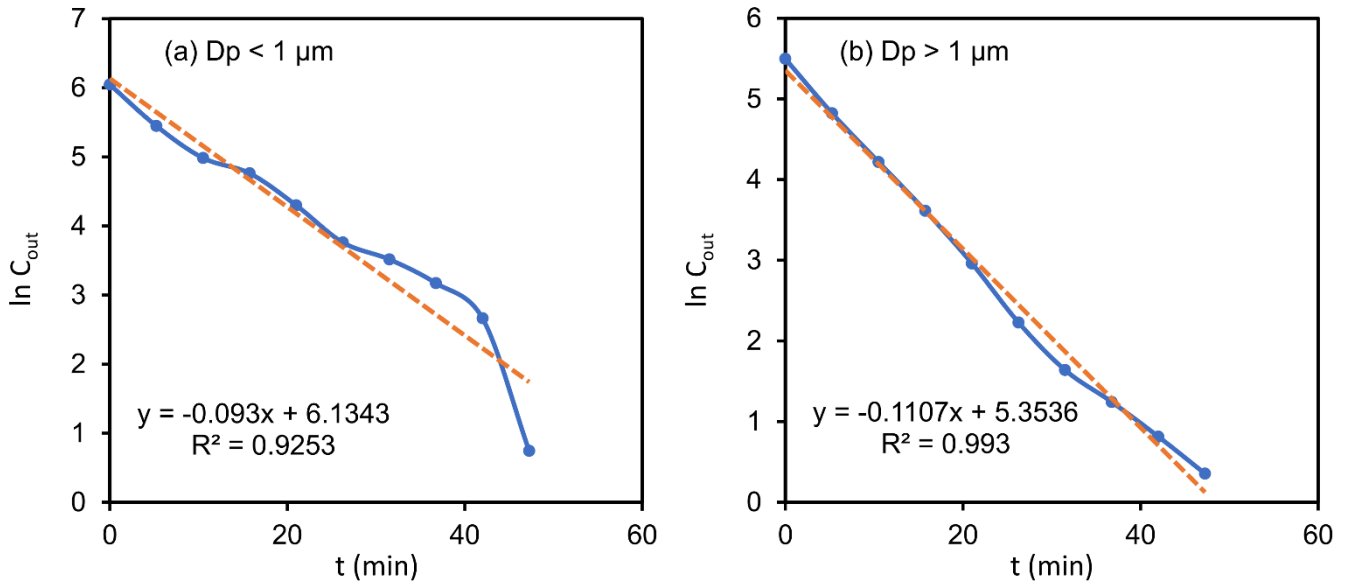 (a) Dp < 1 µm
7
6
5
4
3
2
1
0
ln C_out
y = -0.093x + 6.1343
R² = 0.9253
0 20 40 60
t (min)
(b) Dp > 1 µm
6
5
4
3
2
1
0
ln C_out
y = -0.1107x + 5.3536
R² = 0.993
0 20 40 60
t (min)